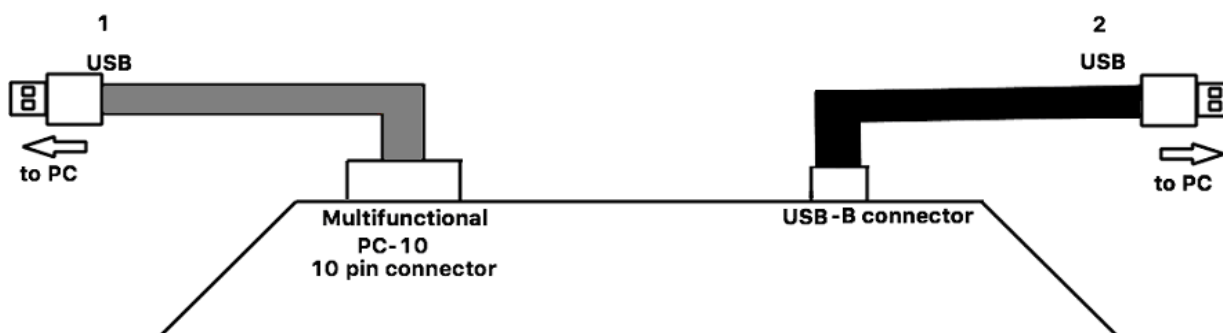 1
USB
to PC
Multifunctional
PC-10
10 pin connector
2
USB
to PC
USB-B connector